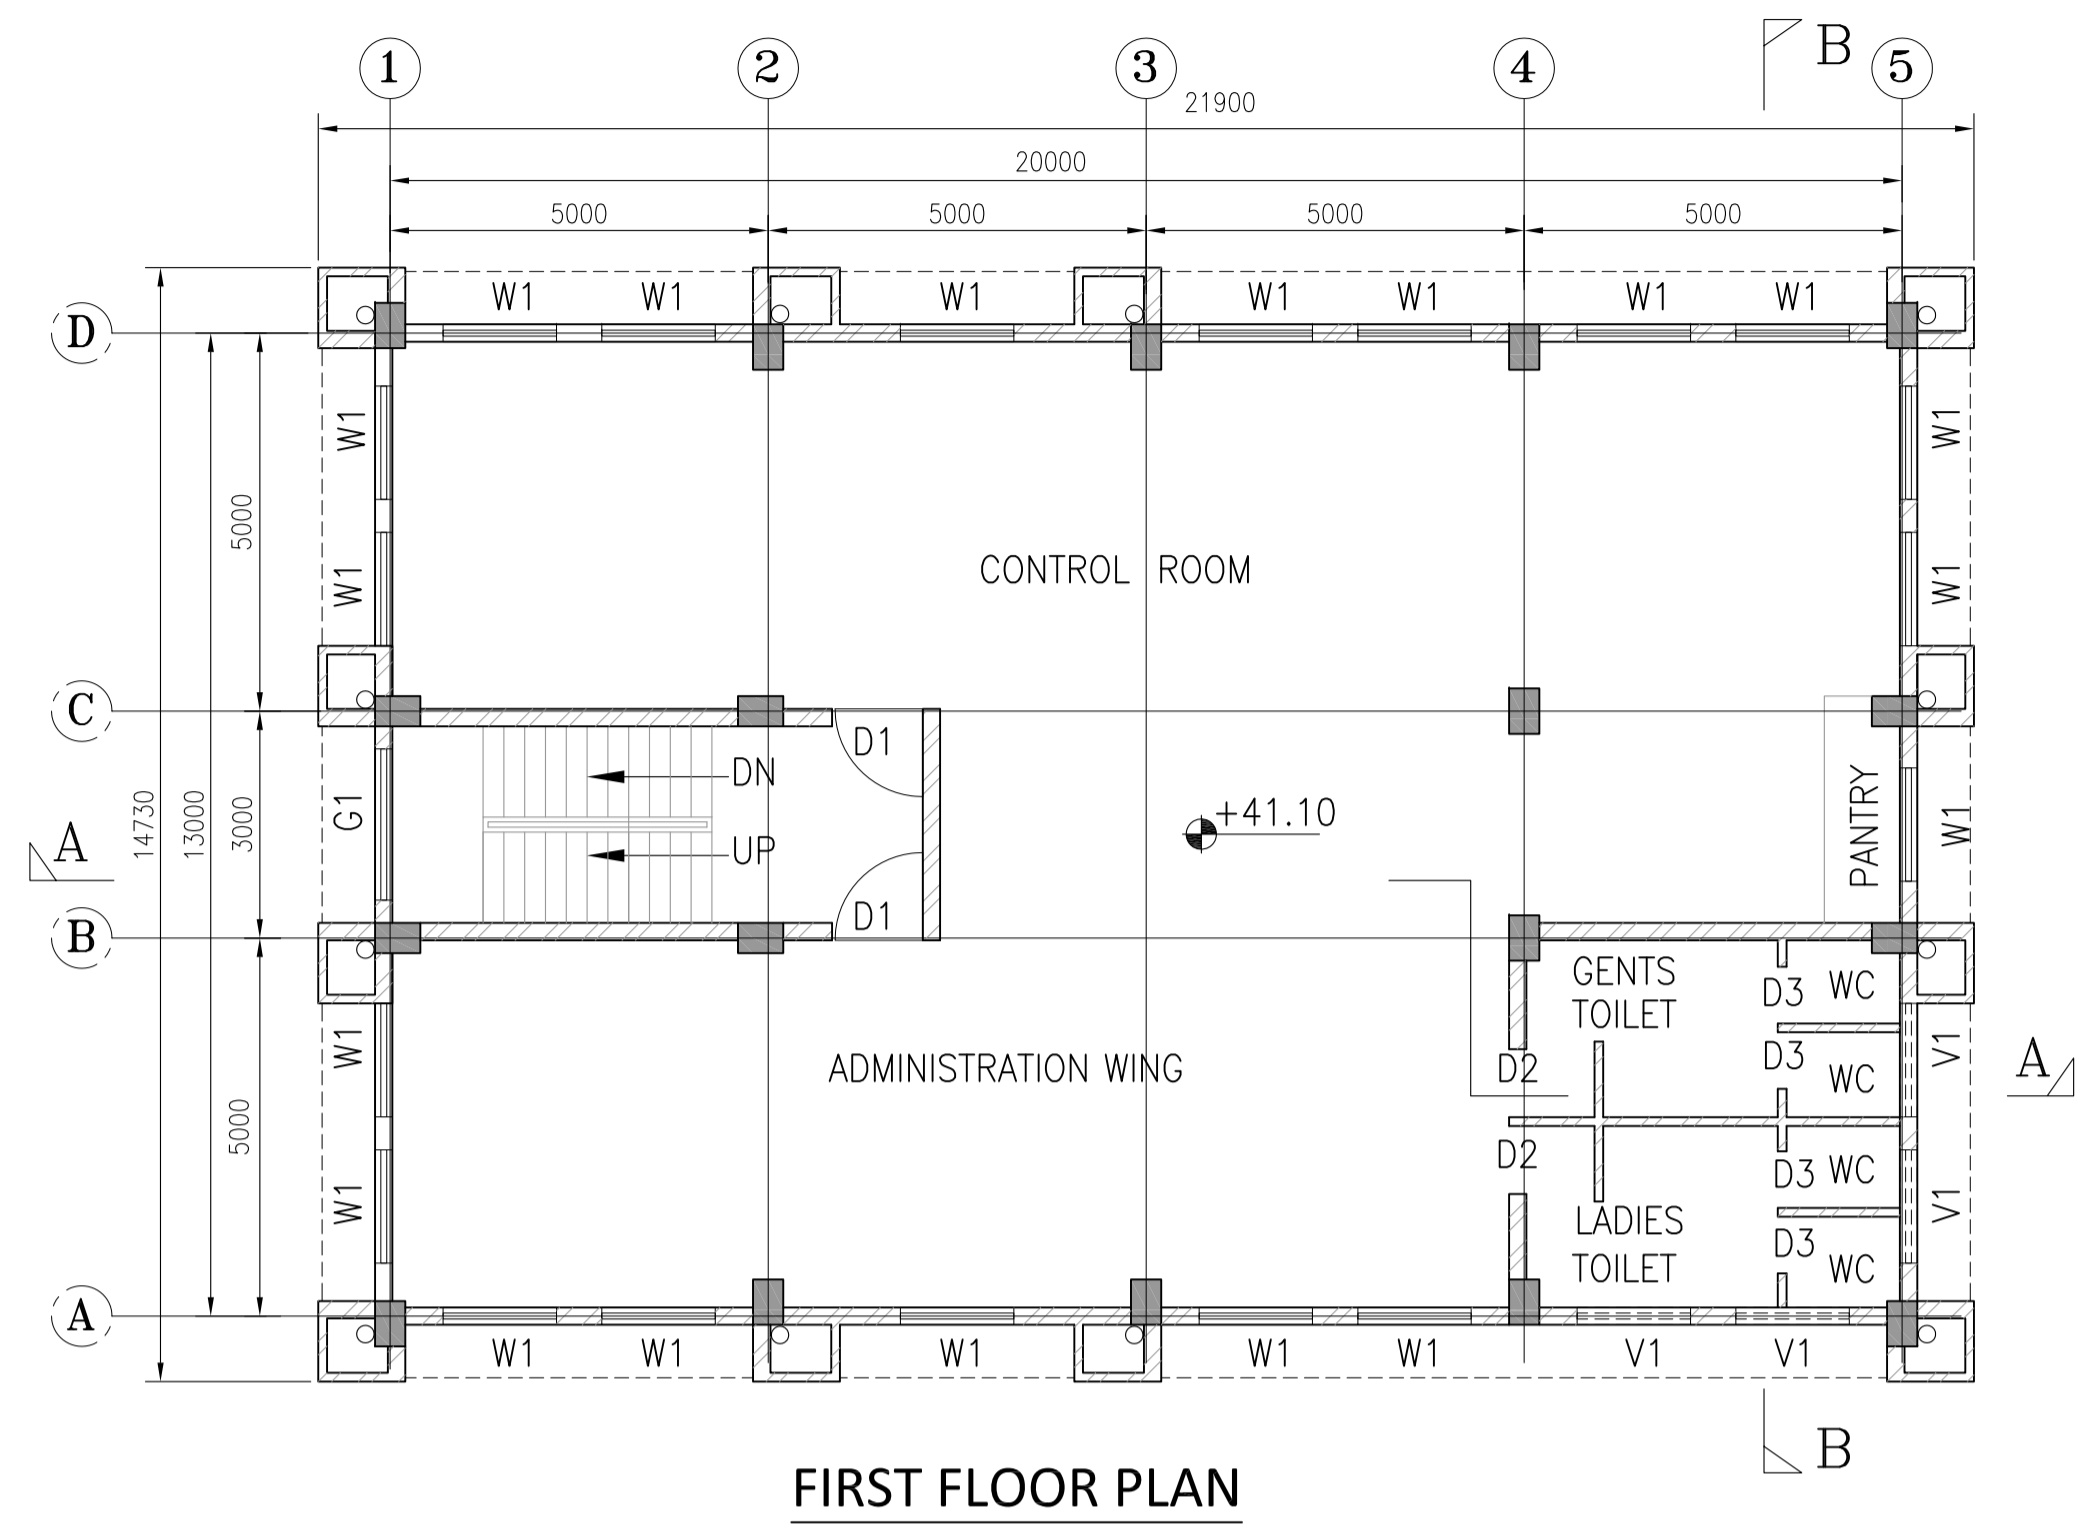 B
1 2 3 4 5
21900
20000
5000 5000 5000 5000
W1 W1 W1 W1 W1 W1 W1
D
W1 W1
5000
CONTROL ROOM
W1 W1
C
D1
DN
14730 13000 3000 G1 +41.10 PANTRY W1
A
UP
D1
B
GENTS
TOILET
D3 WC
W1 D2 D3 WC V1 A
ADMINISTRATION WING
5000
D2 D3 WC
W1 V1
LADIES
TOILET
D3 WC
A
W1 W1 W1 W1 W1 V1 V1
B
FIRST FLOOR PLAN